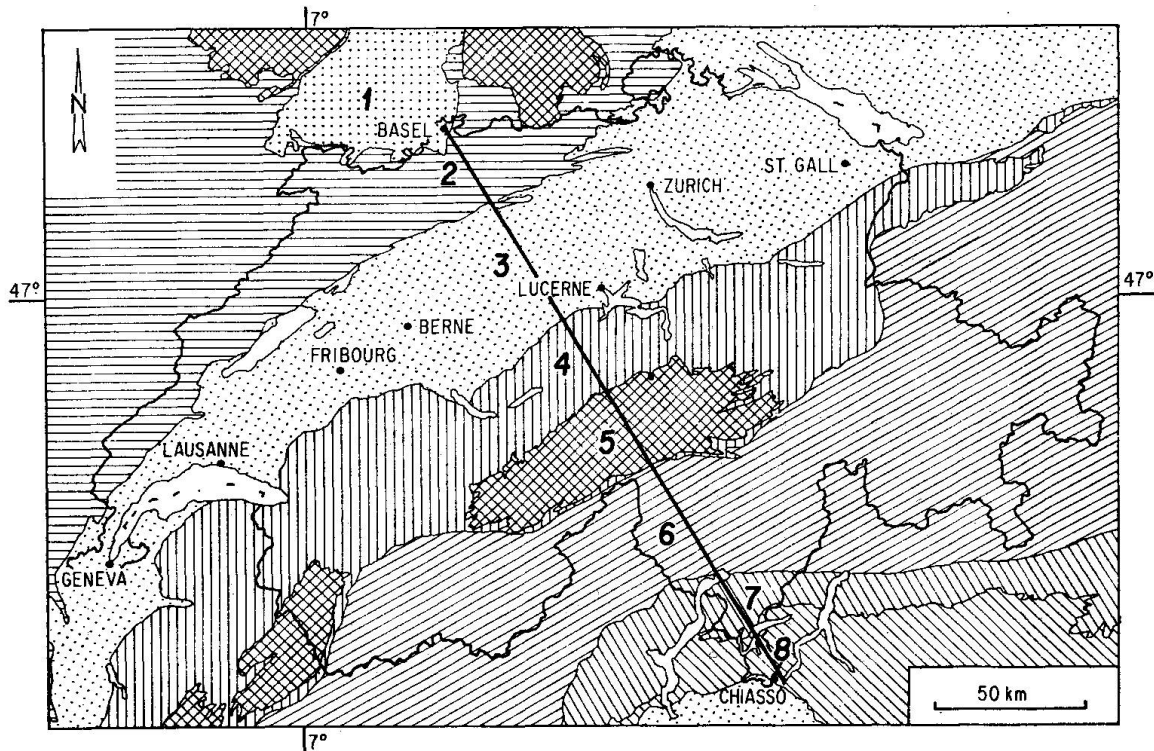 7°
N
1
BASEL
2
ST GALL
ZURICH
3
47°
47°
LUCERNE
BERNE
4
FRIBOURG
5
LAUSANNE
6
GENEVA
7
8
CHIASSO
50 km
7°